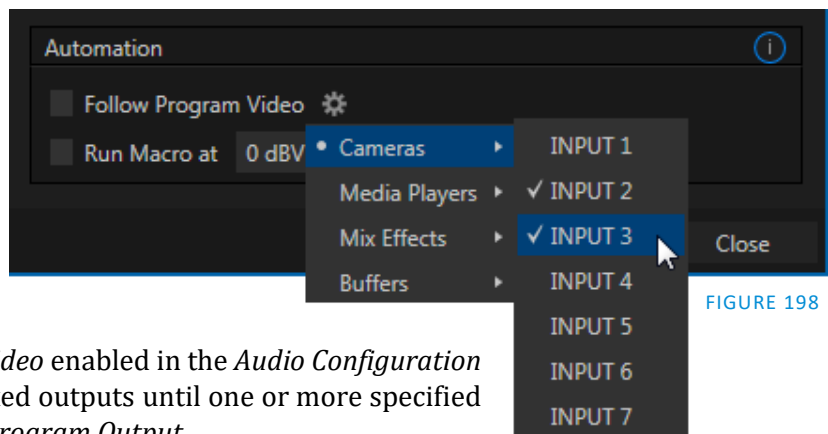 Automation
Follow Program Video
Run Macro at 0 dBV
Cameras
Media Players
Mix Effects
Buffers
INPUT 1
INPUT 2
INPUT 3
INPUT 4
INPUT 5
INPUT 6
INPUT 7
Close
FIGURE 198
deo enabled in the Audio Configuration
ed outputs until one or more specified
rogram Output